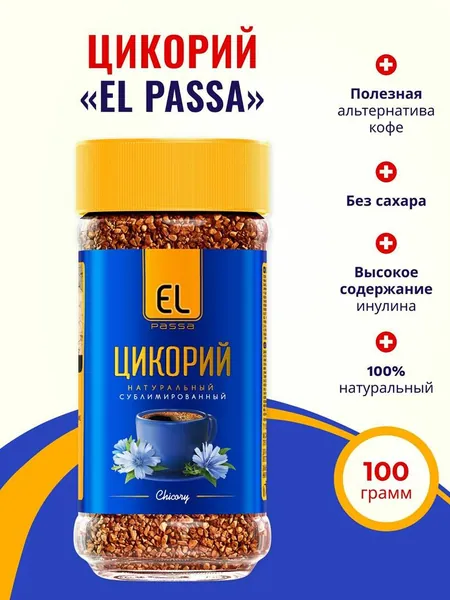 ЦИКОРИЙ
«EL PASSA»
Полезная
альтернатива
кофе
Без сахара
Высокое
содержание
инулина
100%
натуральный
100
грамм
EL
passa
ЦИКОРИЙ
НАТУРАЛЬНЫЙ
СУБЛИМИРОВАННЫЙ
Chicory